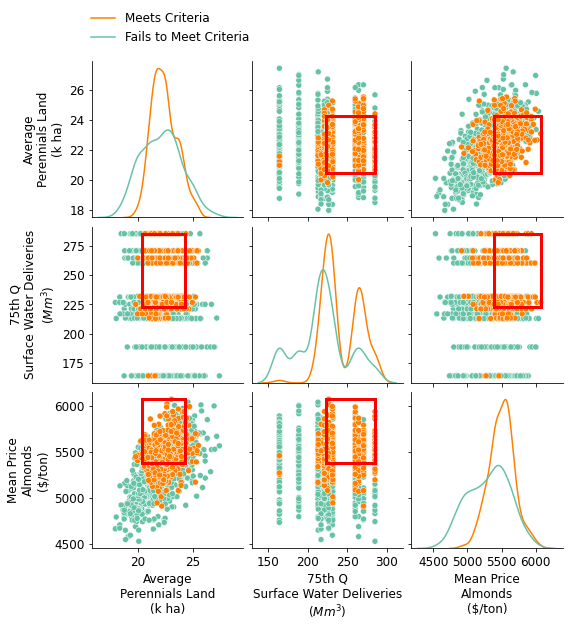 Meets Criteria
Fails to Meet Criteria
Average
Perennials Land
(k ha)
26
24
22
20
18
75th Q
Surface Water Deliveries
(Mm³)
275
250
225
200
175
Mean Price
Almonds
($/ton)
6000
5500
5000
4500
20 25
150 200 250 300
4500 5000 5500 6000
Average
Perennials Land
(k ha)
75th Q
Surface Water Deliveries
(Mm³)
Mean Price
Almonds
($/ton)